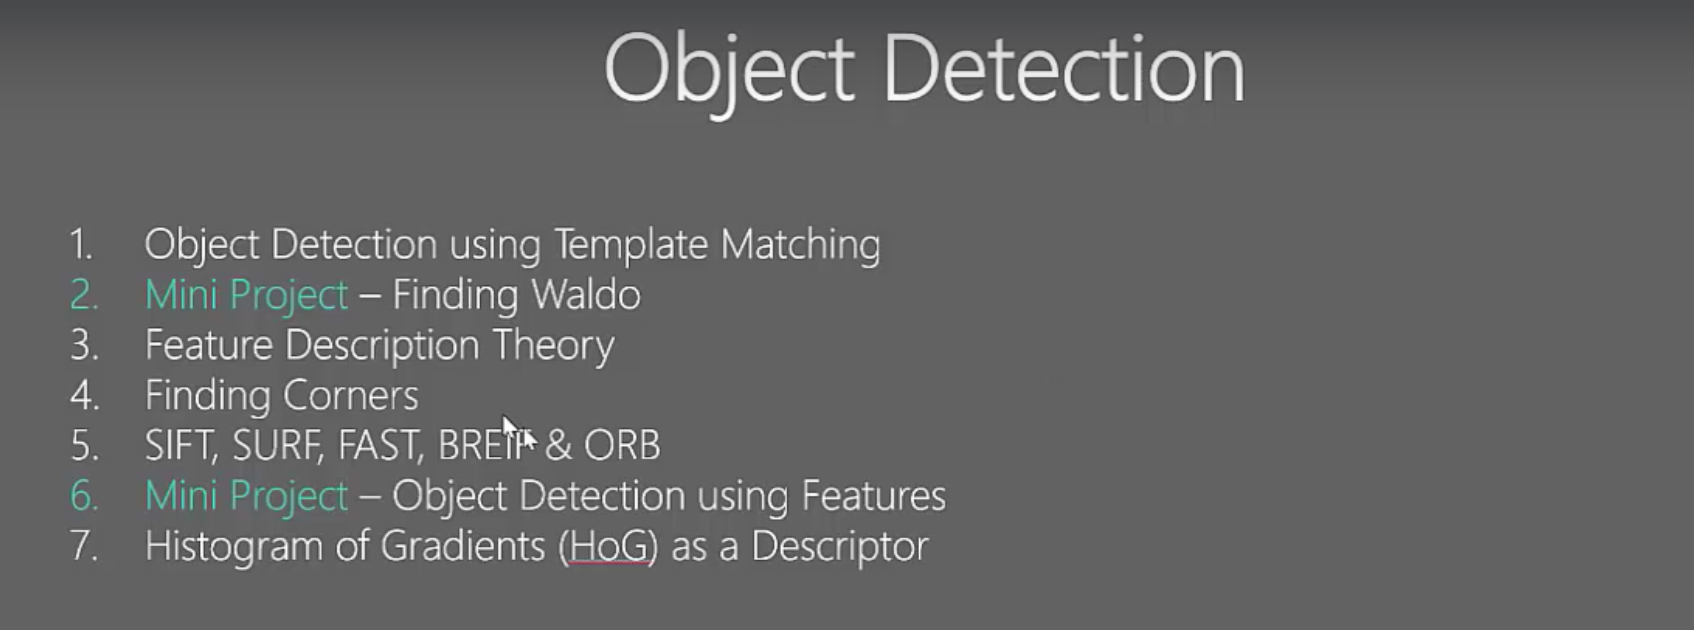 Object Detection
1. Object Detection using Template Matching
2. Mini Project – Finding Waldo
3. Feature Description Theory
4. Finding Corners
5. SIFT, SURF, FAST, BREIF & ORB
6. Mini Project – Object Detection using Features
7. Histogram of Gradients (HoG) as a Descriptor